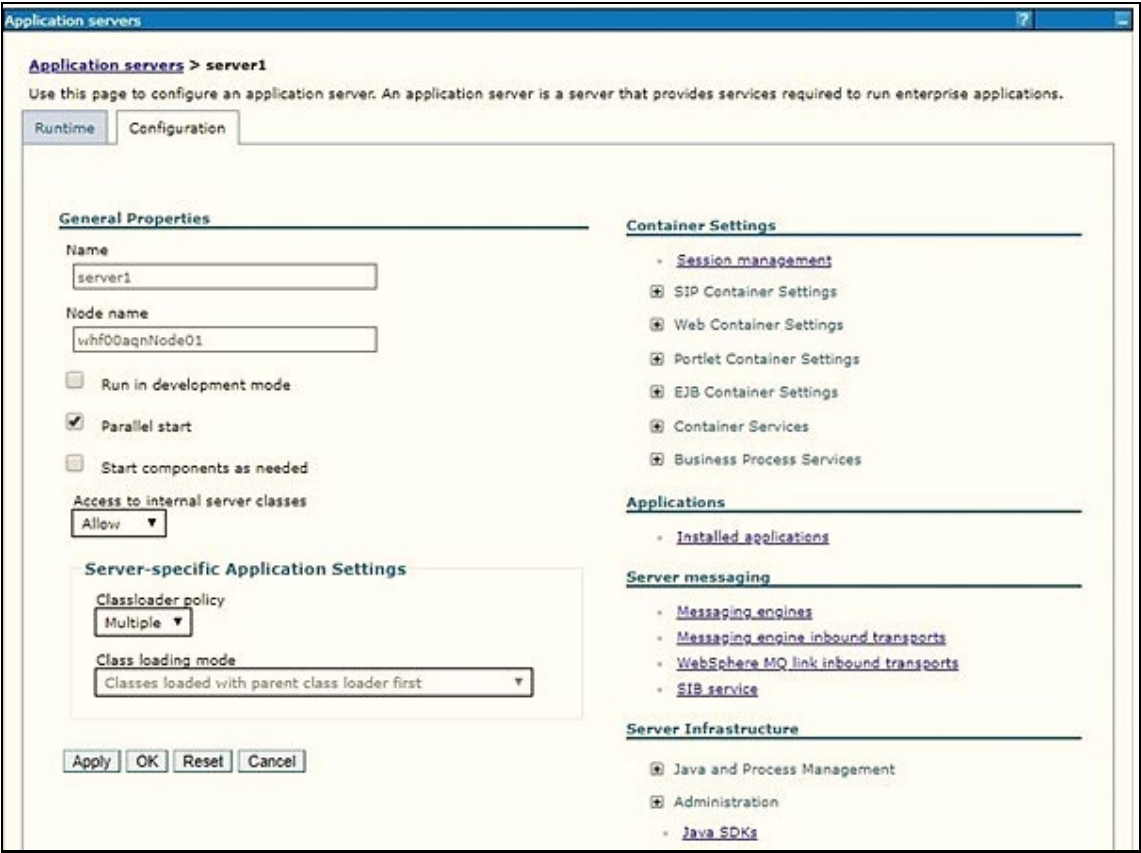 Application servers
?
Application servers > server1
Use this page to configure an application server. An application server is a server that provides services required to run enterprise applications.
Runtime
Configuration
General Properties
Name
server1
Node name
whf00aqnNode01
Run in development mode
Parallel start
Start components as needed
Access to internal server classes
Allow
Server-specific Application Settings
Classloader policy
Multiple
Class loading mode
Classes loaded with parent class loader first
Apply OK Reset Cancel
Container Settings
Session management
SIP Container Settings
Web Container Settings
Portlet Container Settings
EJB Container Settings
Container Services
Business Process Services
Applications
Installed applications
Server messaging
Messaging engines
Messaging engine inbound transports
WebSphere MQ link inbound transports
SIB service
Server Infrastructure
Java and Process Management
Administration
Java SDKs